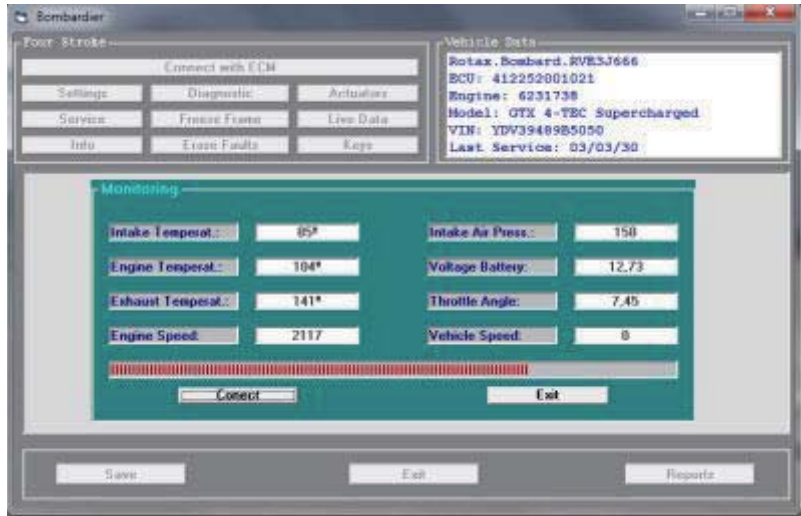 Bombardier
Four Stroke
Connect with ECM
Settings Diagnostic Actuators
Service Freeze Frame Live Data
Info Erase Faults Keys
Vehicle Data
Rotax.Bombard.RVE3J666
ECU: 412252001021
Engine: 6231738
Model: GTX 4-TEC Supercharged
VIN: YDV39489B5050
Last Service: 03/03/30
Monitoring
Intake Temperat.: 85° Intake Air Press.: 150
Engine Temperat.: 104° Voltage Battery: 12,73
Exhaust Temperat.: 141° Throttle Angle: 7,45
Engine Speed: 2117 Vehicle Speed: 0
Conect Exit
Save Exit Reports